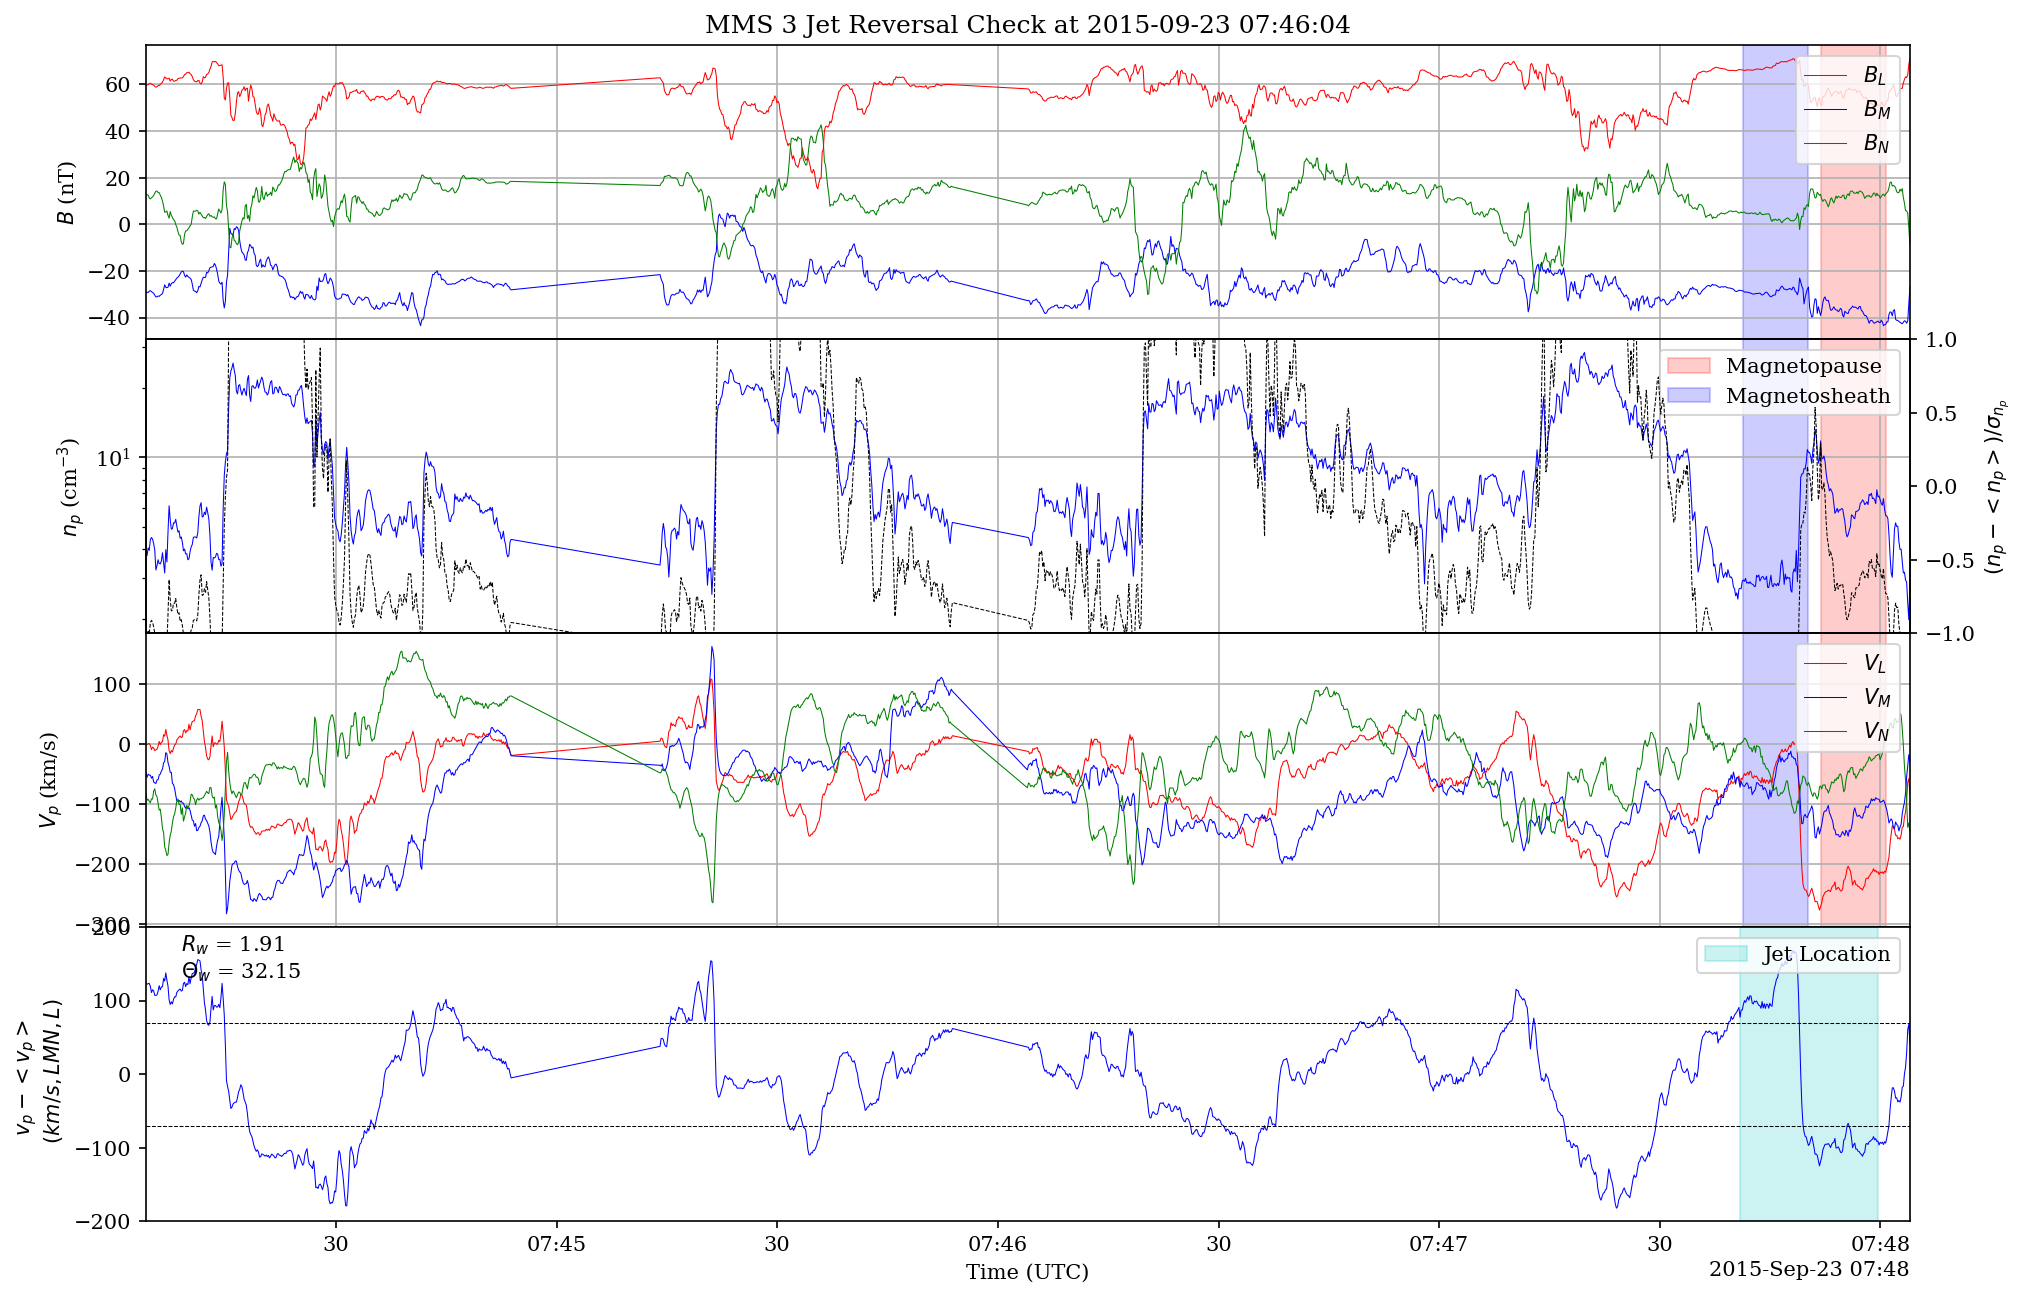 MMS 3 Jet Reversal Check at 2015-09-23 07:46:04
B (nT)
60
40
20
0
−20
−40
B_L
B_M
B_N
n_p (cm⁻³)
10¹
1.0
0.5
0.0
−0.5
−1.0
(n_p − < n_p >)/σ_{n_p}
Magnetopause
Magnetosheath
V_p (km/s)
100
0
−100
−200
−300
V_L
V_M
V_N
v_p − < v_p >
(km/s, LMN, L)
200
100
0
−100
−200
R_w = 1.91
Θ_w = 32.15
Jet Location
30
07:45
30
07:46
30
07:47
30
07:48
Time (UTC)
2015-Sep-23 07:48